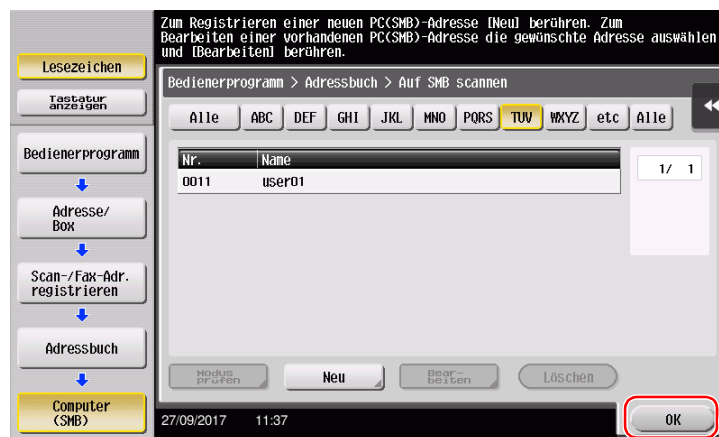 Zum Registrieren einer neuen PC(SMB)-Adresse [Neu] berühren. Zum
Bearbeiten einer vorhandenen PC(SMB)-Adresse die gewünschte Adresse auswählen
und [Bearbeiten] berühren.
Lesezeichen
Tastatur
anzeigen
Bedienerprogramm
Adresse/
Box
Scan-/Fax-Adr.
registrieren
Adressbuch
Computer
(SMB)
Bedienerprogramm > Adressbuch > Auf SMB scannen
Alle ABC DEF GHI JKL MNO PQRS TUV WXYZ etc Alle
Nr. Name
0011 user01
1/ 1
Modus
prüfen
Neu
Bear-
beiten
Löschen
27/09/2017 11:37
OK